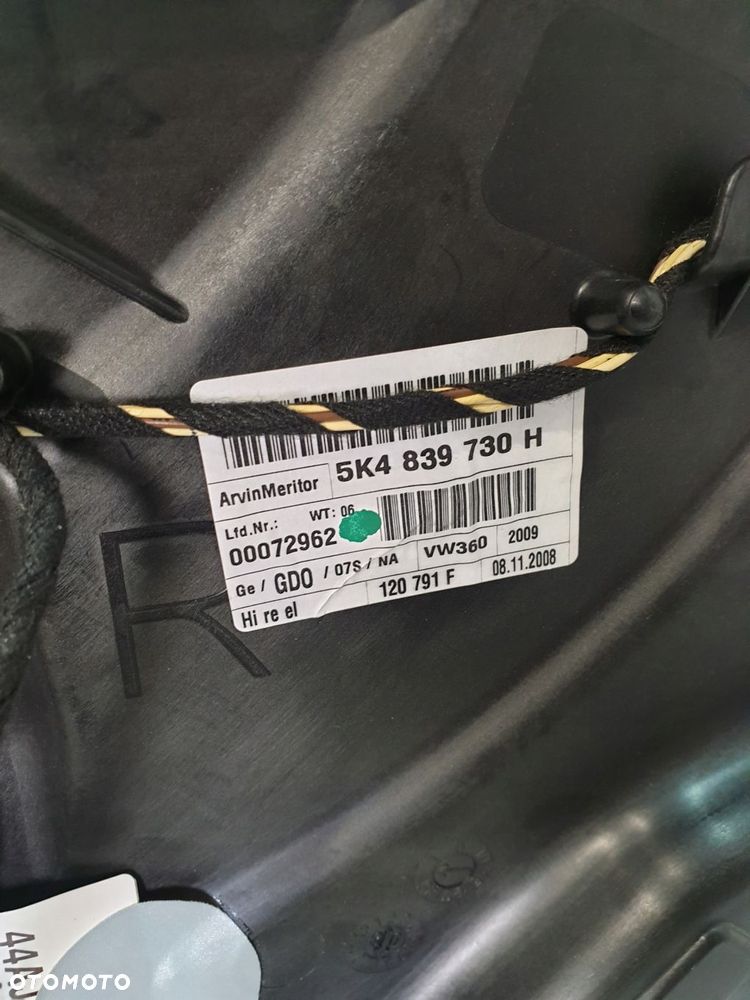 5K4 839 730 H
ArvinMeritor
WT: 06
Lfd.Nr.:
00072962
Ge / GD0 / 07S / NA
VW360
2009
Hi re el
120 791 F
08.11.2008
R
44
OTOMOTO